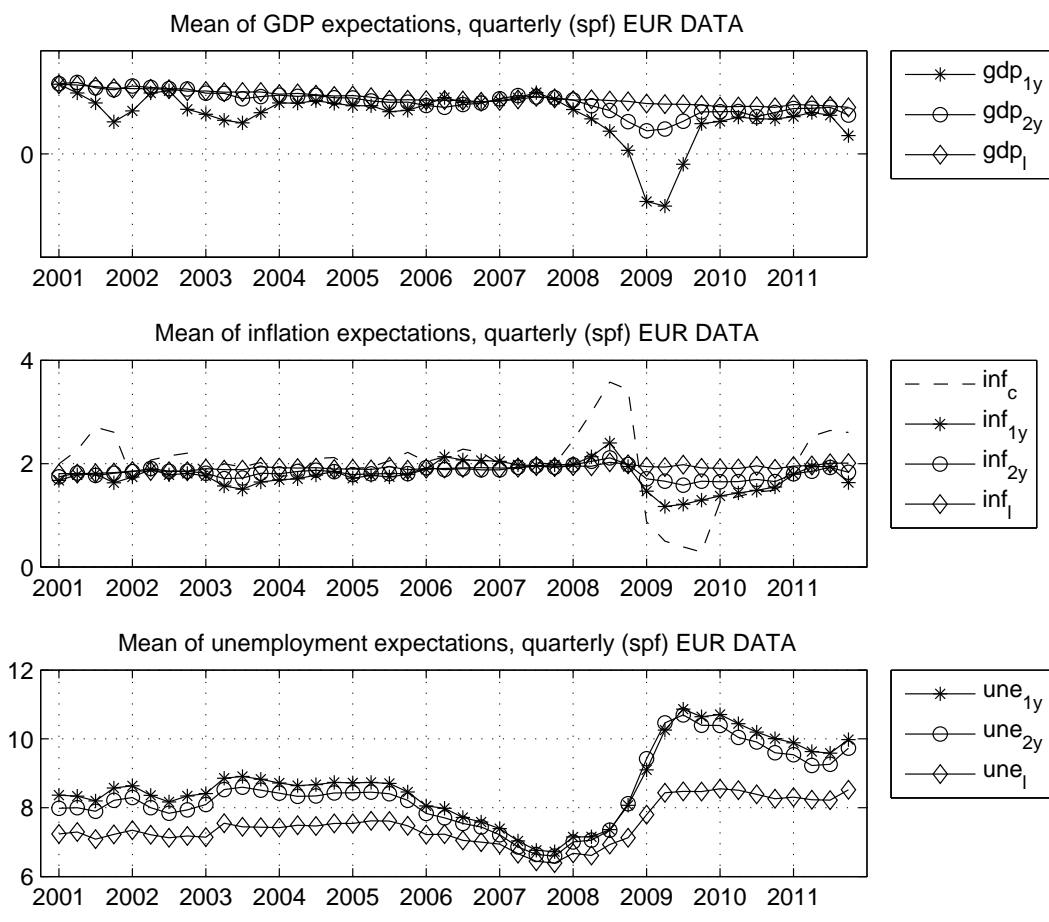 Mean of GDP expectations, quarterly (spf) EUR DATA
0
2001 2002 2003 2004 2005 2006 2007 2008 2009 2010 2011
gdp1y
gdp2y
gdpl
Mean of inflation expectations, quarterly (spf) EUR DATA
4
2
0
2001 2002 2003 2004 2005 2006 2007 2008 2009 2010 2011
infc
inf1y
inf2y
infl
Mean of unemployment expectations, quarterly (spf) EUR DATA
12
10
8
6
2001 2002 2003 2004 2005 2006 2007 2008 2009 2010 2011
une1y
une2y
unel